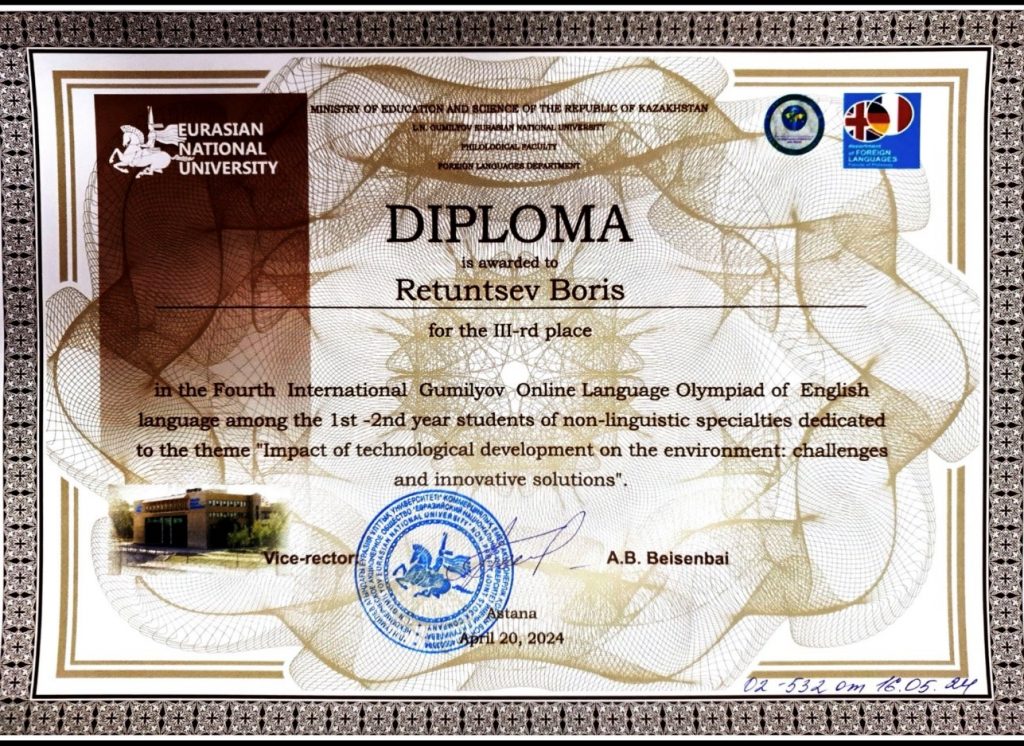 EURASIAN
NATIONAL
UNIVERSITY
MINISTRY OF EDUCATION AND SCIENCE OF THE REPUBLIC OF KAZAKHSTAN
L.N. GUMILYOV EURASIAN NATIONAL UNIVERSITY
PHILOLOGICAL FACULTY
FOREIGN LANGUAGES DEPARTMENT
department
of FOREIGN
LANGUAGES
DIPLOMA
is awarded to
Retuntsev Boris
for the III-rd place
in the Fourth International Gumilyov Online Language Olympiad of English
language among the 1st -2nd year students of non-linguistic specialties dedicated
to the theme "Impact of technological development on the environment: challenges
and innovative solutions".
Vice-rector
A.B. Beisenbai
Astana
April 20, 2024
02-532 от 16.05.24